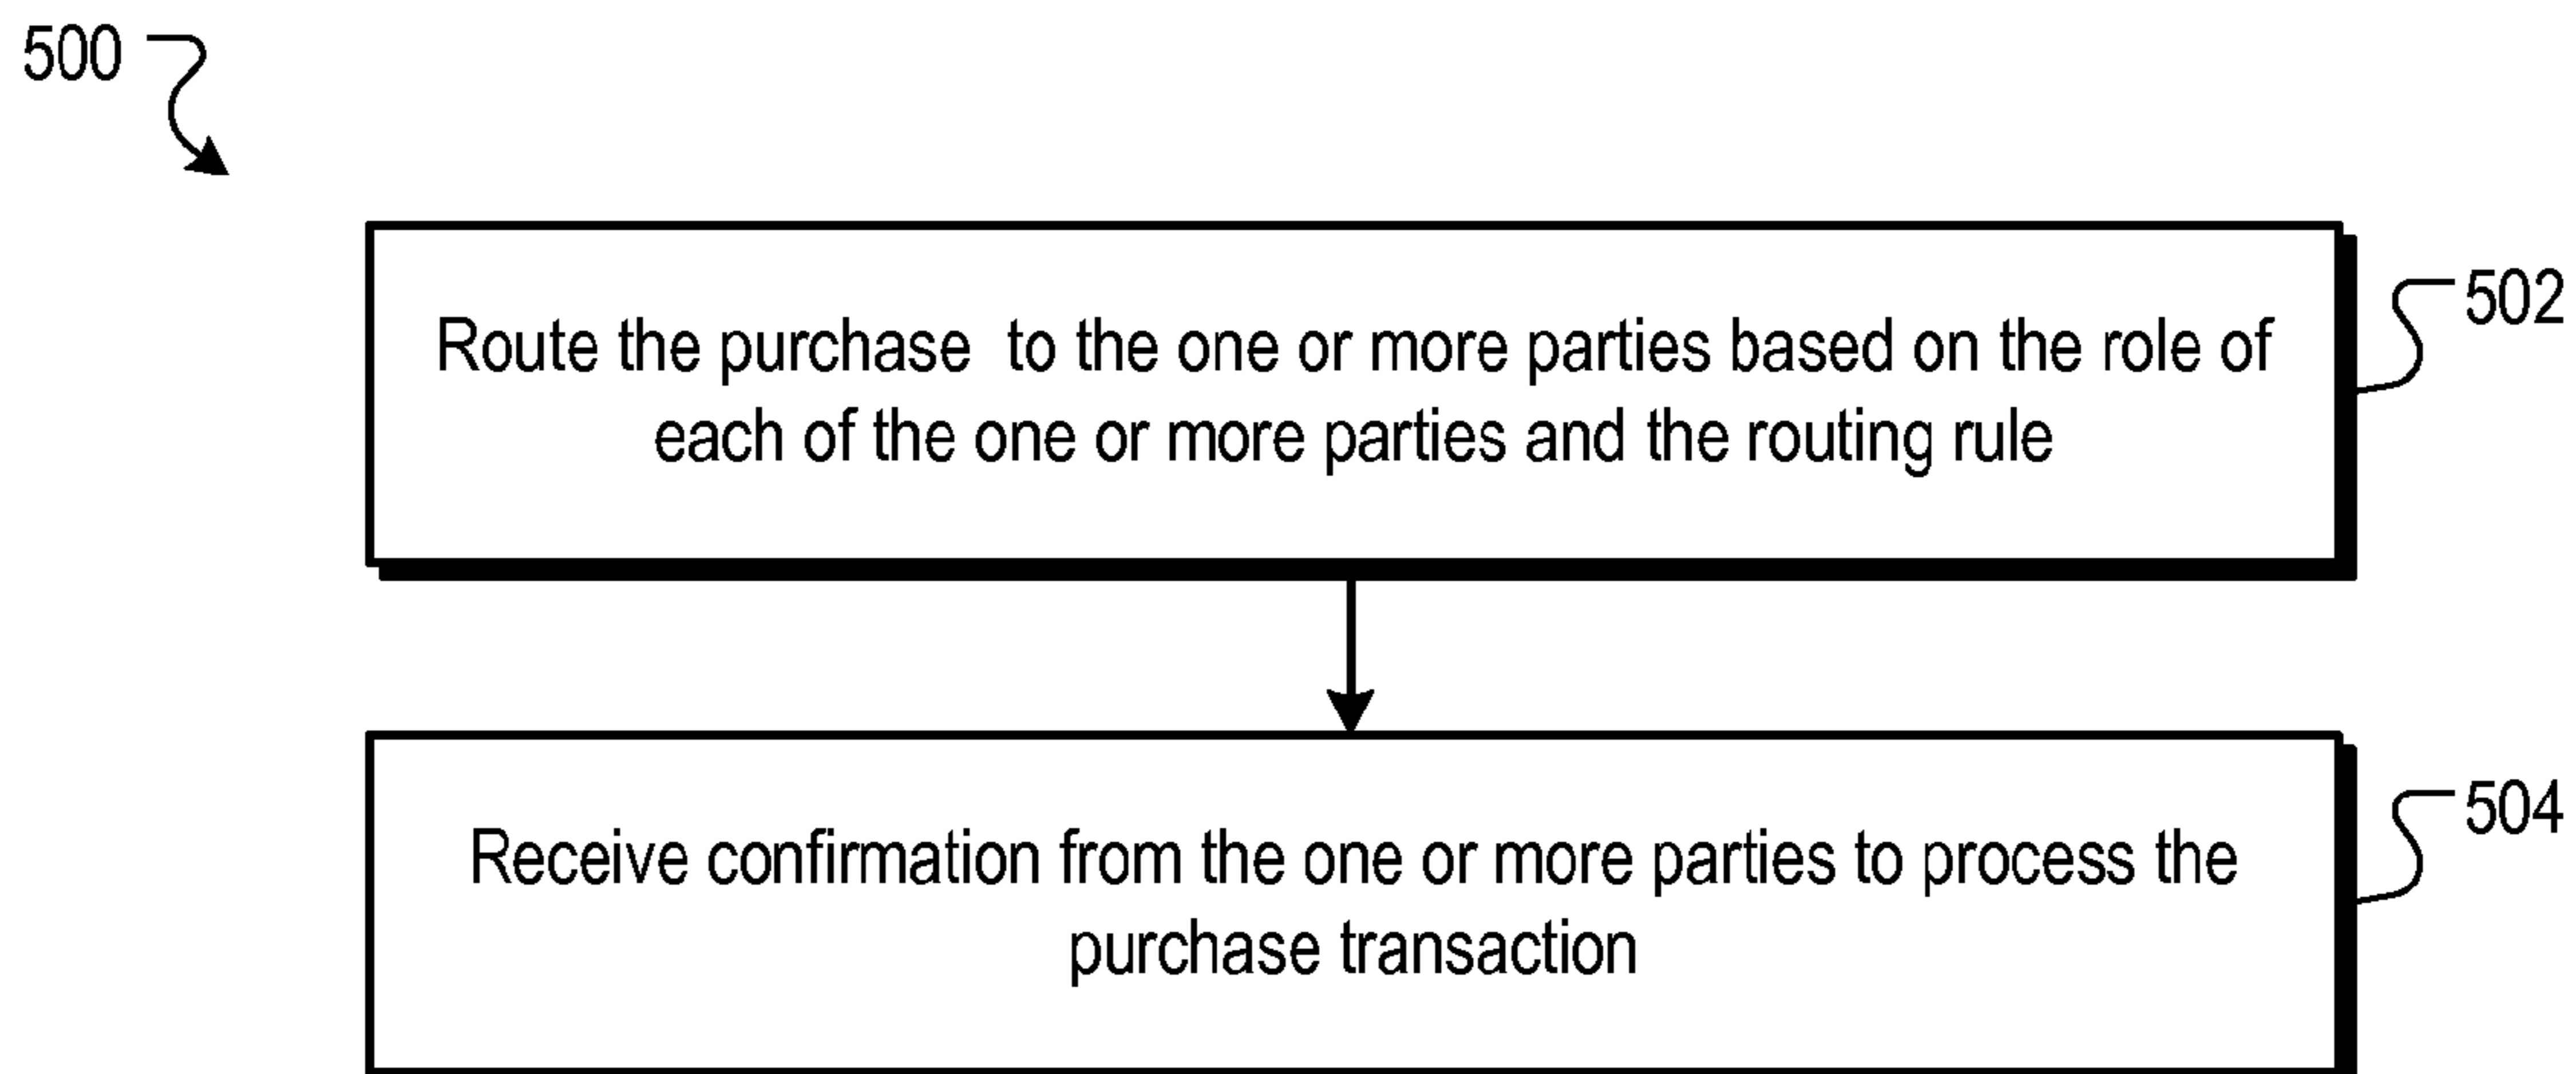 500
Route the purchase  to the one or more parties based on the role of
each of the one or more parties and the routing rule
502
Receive confirmation from the one or more parties to process the
purchase transaction
504